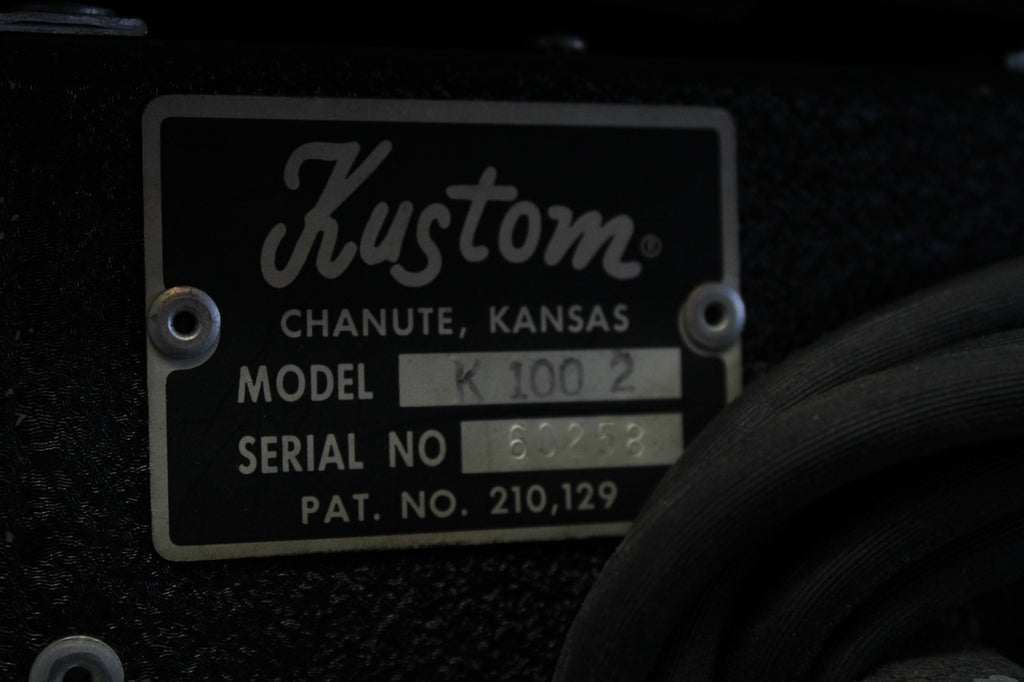 Kustom®
CHANUTE, KANSAS
MODEL K 100 2
SERIAL NO 60258
PAT. NO. 210,129